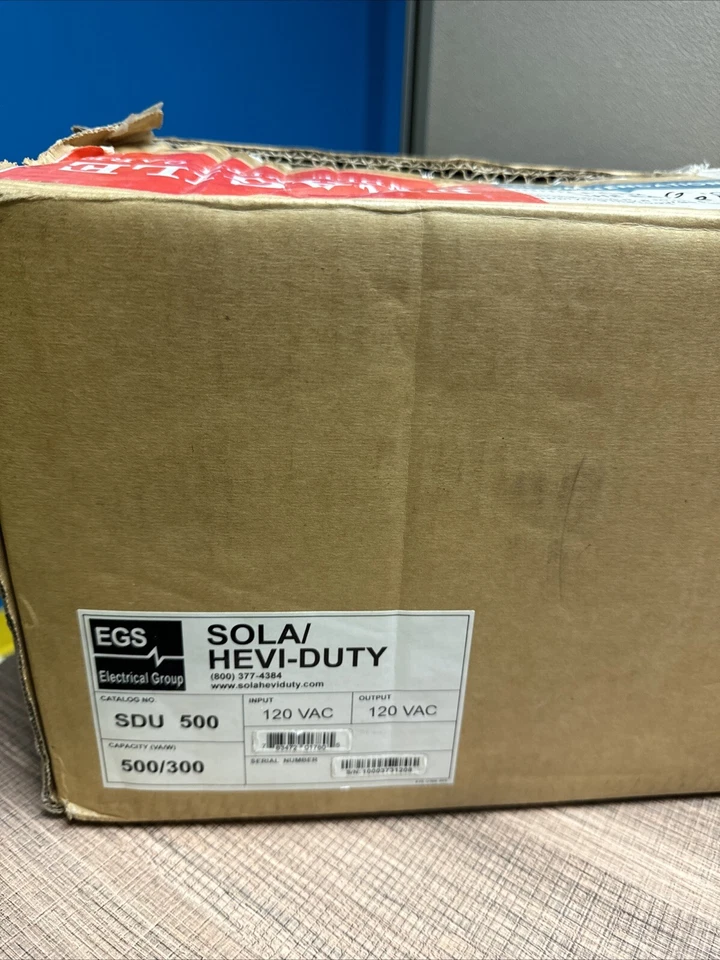 EGS
Electrical Group
SOLA/
HEVI-DUTY
(800) 377-4384
www.solaheviduty.com
CATALOG NO.
SDU 500
INPUT
120 VAC
OUTPUT
120 VAC
CAPACITY (VA/W)
500/300
SERIAL NUMBER
S/N: